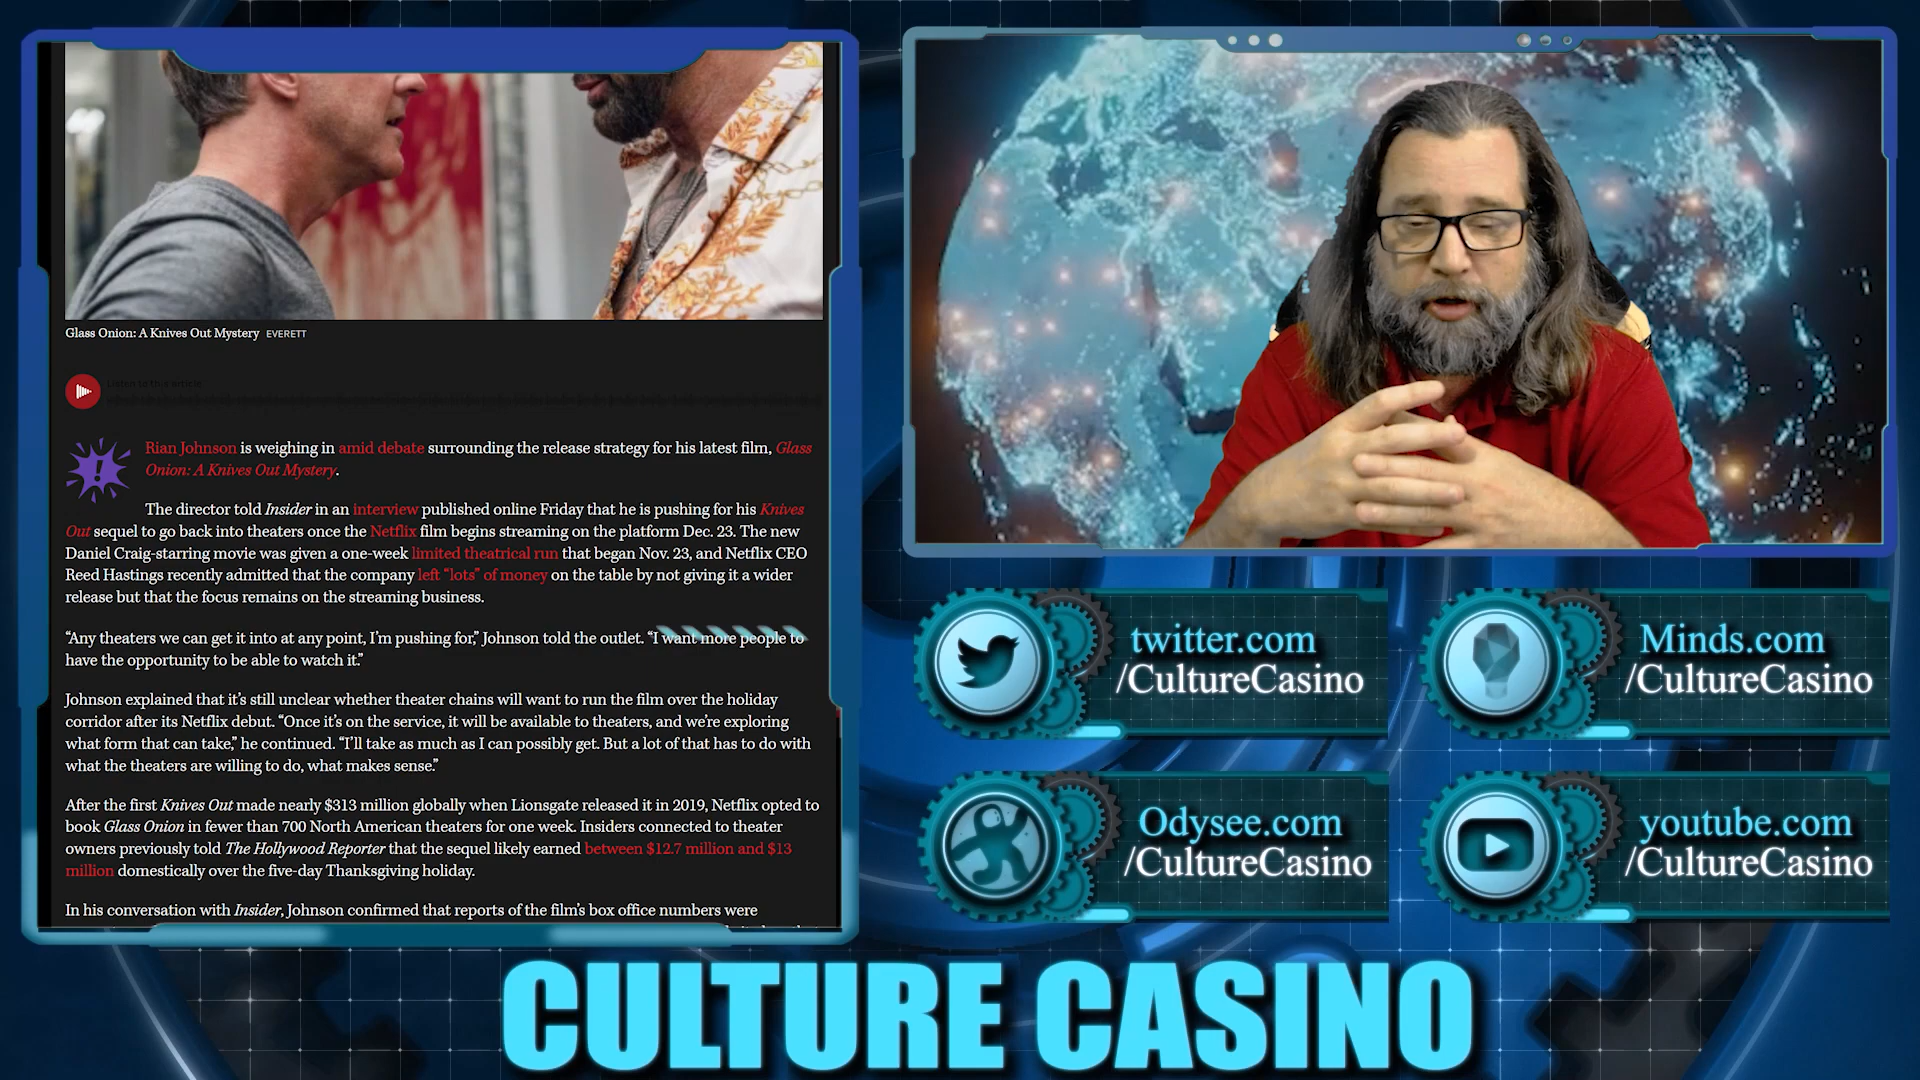 Glass Onion: A Knives Out Mystery EVERETT
Listen to this article
Rian Johnson is weighing in amid debate surrounding the release strategy for his latest film, Glass
Onion: A Knives Out Mystery.
The director told Insider in an interview published online Friday that he is pushing for his Knives
Out sequel to go back into theaters once the Netflix film begins streaming on the platform Dec. 23. The new
Daniel Craig-starring movie was given a one-week limited theatrical run that began Nov. 23, and Netflix CEO
Reed Hastings recently admitted that the company left “lots” of money on the table by not giving it a wider
release but that the focus remains on the streaming business.
“Any theaters we can get it into at any point, I’m pushing for,” Johnson told the outlet. “I want more people to
have the opportunity to be able to watch it.”
Johnson explained that it’s still unclear whether theater chains will want to run the film over the holiday
corridor after its Netflix debut. “Once it’s on the service, it will be available to theaters, and we’re exploring
what form that can take,” he continued. “I’ll take as much as I can possibly get. But a lot of that has to do with
what the theaters are willing to do, what makes sense.”
After the first Knives Out made nearly $313 million globally when Lionsgate released it in 2019, Netflix opted to
book Glass Onion in fewer than 700 North American theaters for one week. Insiders connected to theater
owners previously told The Hollywood Reporter that the sequel likely earned between $12.7 million and $13
million domestically over the five-day Thanksgiving holiday.
In his conversation with Insider, Johnson confirmed that reports of the film’s box office numbers were
twitter.com
/CultureCasino
Minds.com
/CultureCasino
Odysee.com
/CultureCasino
youtube.com
/CultureCasino
CULTURE CASINO